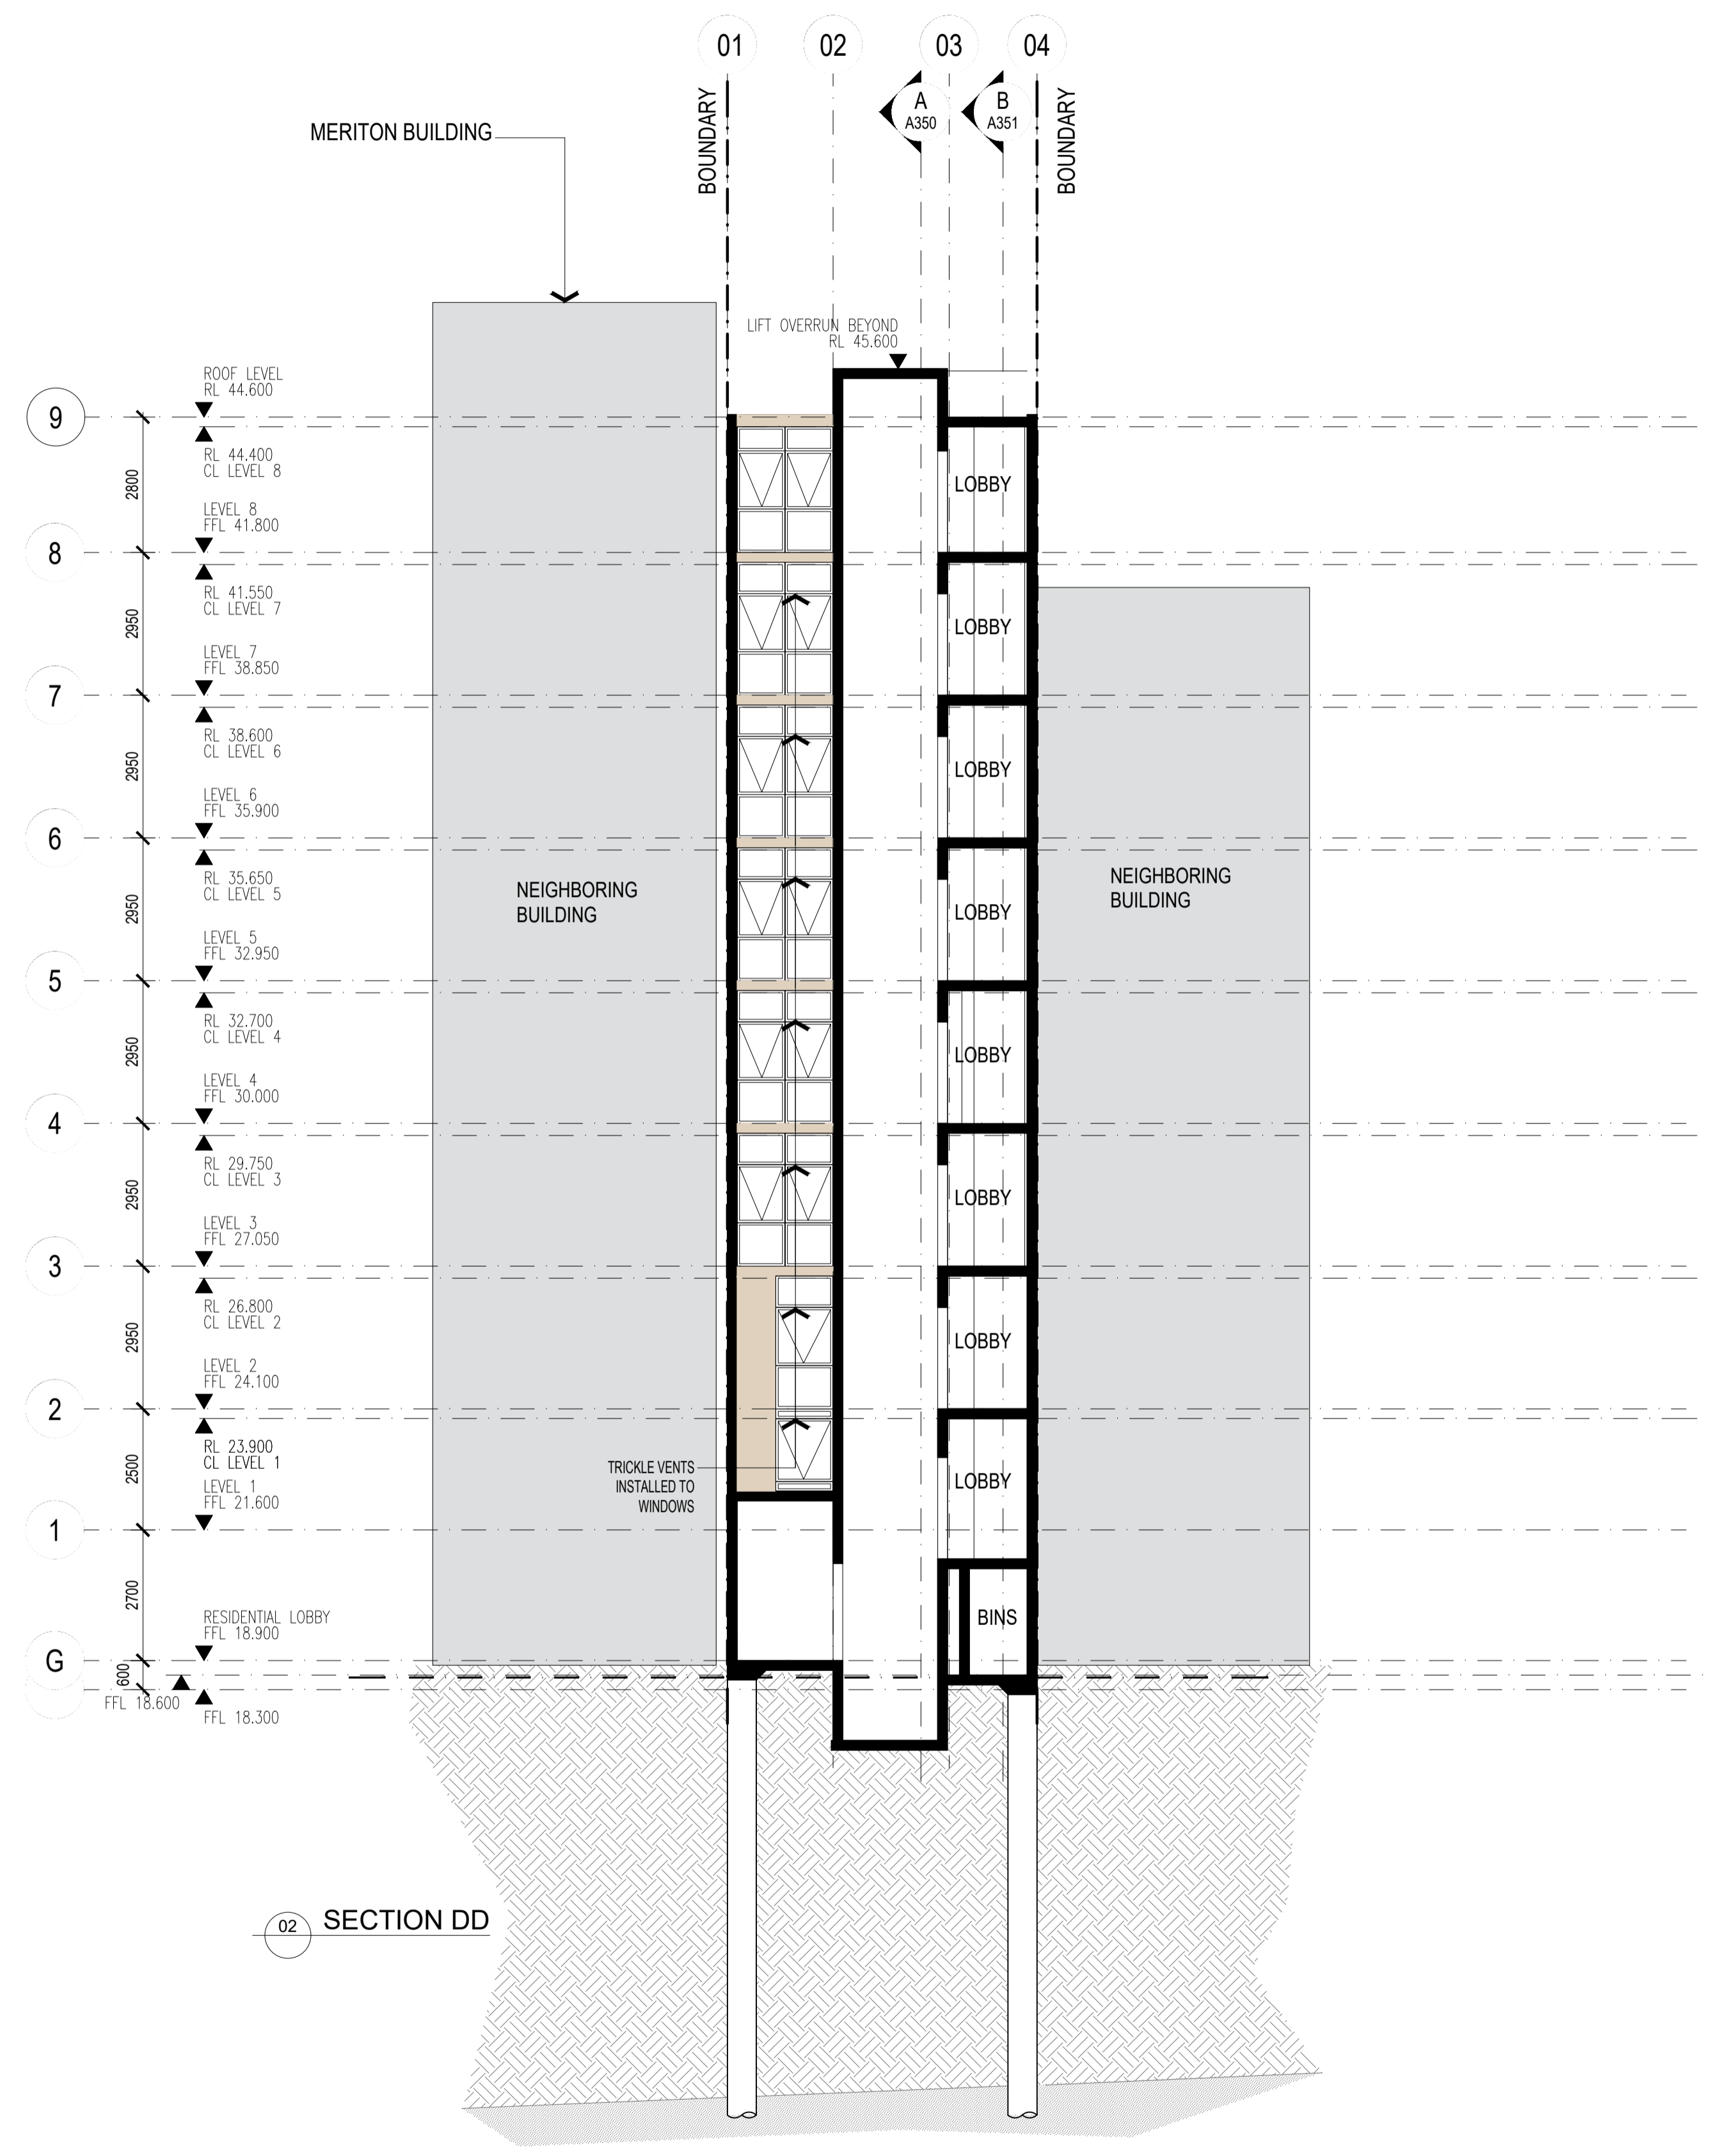 01
02
03
04
BOUNDARY
A
A350
B
A351
BOUNDARY
MERITON BUILDING
LIFT OVERRUN BEYOND
RL 45.600
ROOF LEVEL
RL 44.600
9
RL 44.400
CL LEVEL 8
2800
LOBBY
LEVEL 8
FFL 41.800
8
RL 41.550
CL LEVEL 7
2950
LOBBY
LEVEL 7
FFL 38.850
7
RL 38.600
CL LEVEL 6
2950
LOBBY
LEVEL 6
FFL 35.900
6
RL 35.650
CL LEVEL 5
2950
NEIGHBORING
BUILDING
LOBBY
NEIGHBORING
BUILDING
LEVEL 5
FFL 32.950
5
RL 32.700
CL LEVEL 4
2950
LOBBY
LEVEL 4
FFL 30.000
4
RL 29.750
CL LEVEL 3
2950
LOBBY
LEVEL 3
FFL 27.050
3
RL 26.800
CL LEVEL 2
2950
LOBBY
LEVEL 2
FFL 24.100
2
RL 23.900
CL LEVEL 1
2500
LOBBY
TRICKLE VENTS
INSTALLED TO
WINDOWS
LEVEL 1
FFL 21.600
1
2700
BINS
RESIDENTIAL LOBBY
FFL 18.900
G
600
FFL 18.600
FFL 18.300
02
SECTION DD